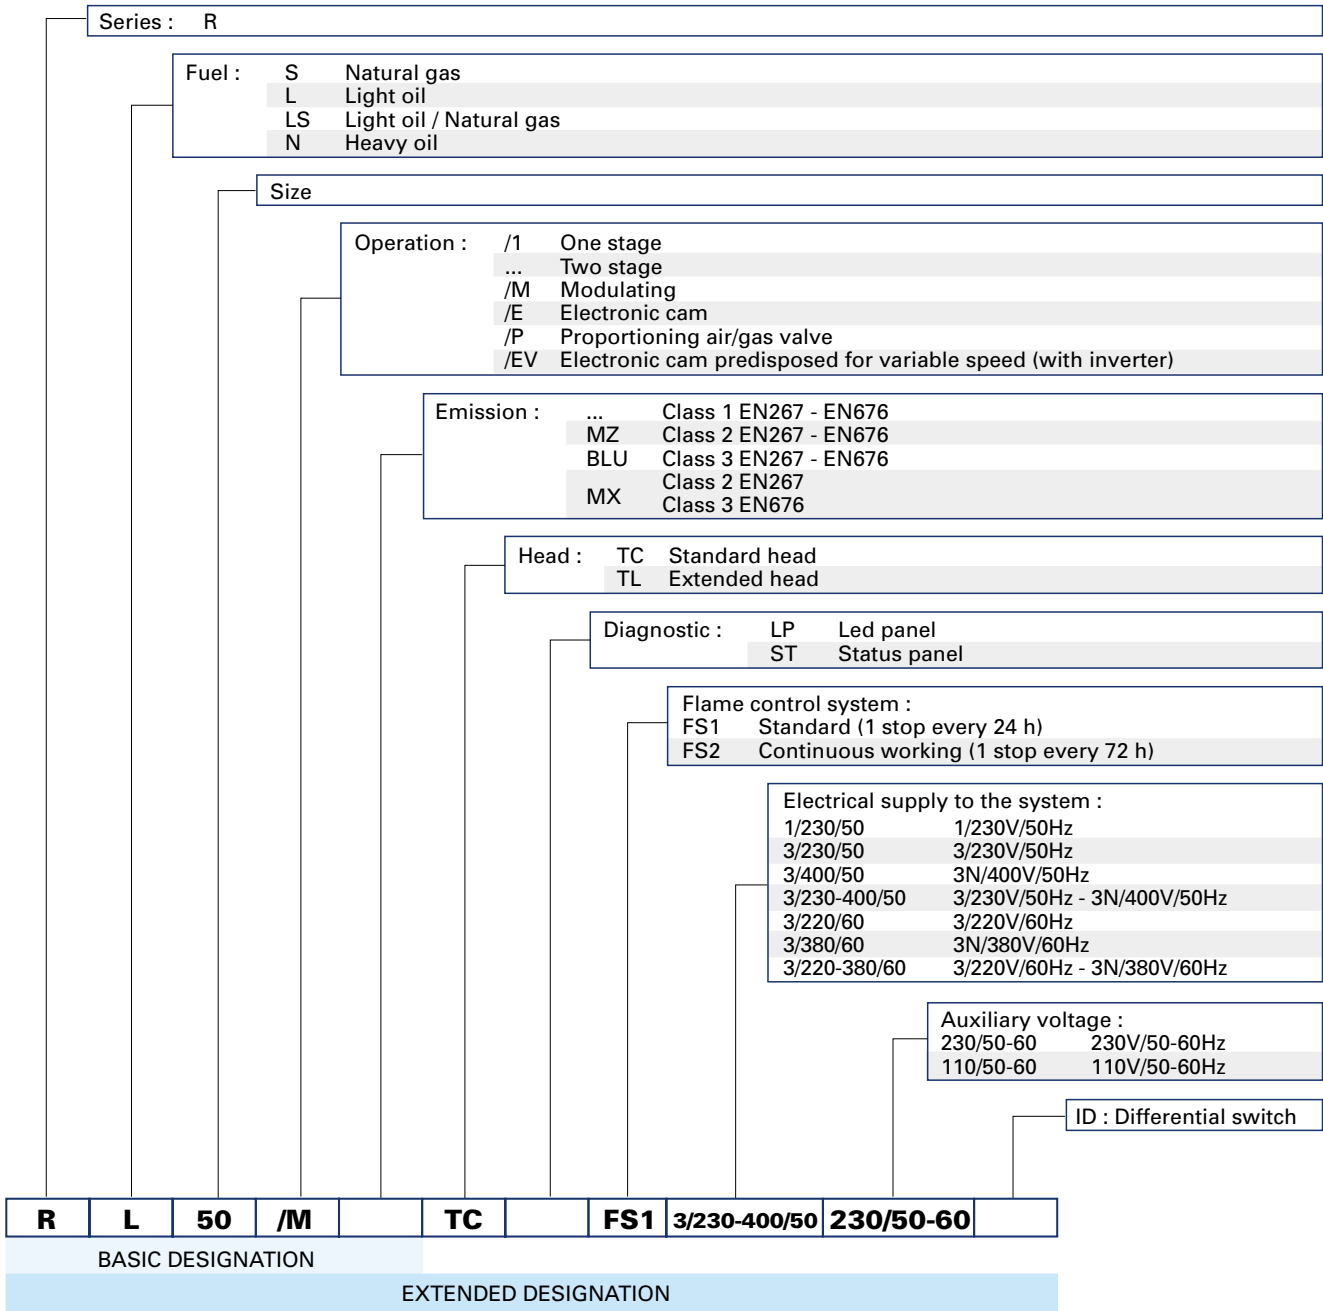 Series : R
Fuel : S Natural gas
L Light oil
LS Light oil / Natural gas
N Heavy oil
Size
Operation : /1 One stage
... Two stage
/M Modulating
/E Electronic cam
/P Proportioning air/gas valve
/EV Electronic cam predisposed for variable speed (with inverter)
Emission : ... Class 1 EN267 - EN676
MZ Class 2 EN267 - EN676
BLU Class 3 EN267 - EN676
MX Class 2 EN267
Class 3 EN676
Head : TC Standard head
TL Extended head
Diagnostic : LP Led panel
ST Status panel
Flame control system :
FS1 Standard (1 stop every 24 h)
FS2 Continuous working (1 stop every 72 h)
Electrical supply to the system :
1/230/50 1/230V/50Hz
3/230/50 3/230V/50Hz
3/400/50 3N/400V/50Hz
3/230-400/50 3/230V/50Hz - 3N/400V/50Hz
3/220/60 3/220V/60Hz
3/380/60 3N/380V/60Hz
3/220-380/60 3/220V/60Hz - 3N/380V/60Hz
Auxiliary voltage :
230/50-60 230V/50-60Hz
110/50-60 110V/50-60Hz
ID : Differential switch
R L 50 /M TC FS1 3/230-400/50 230/50-60
BASIC DESIGNATION
EXTENDED DESIGNATION